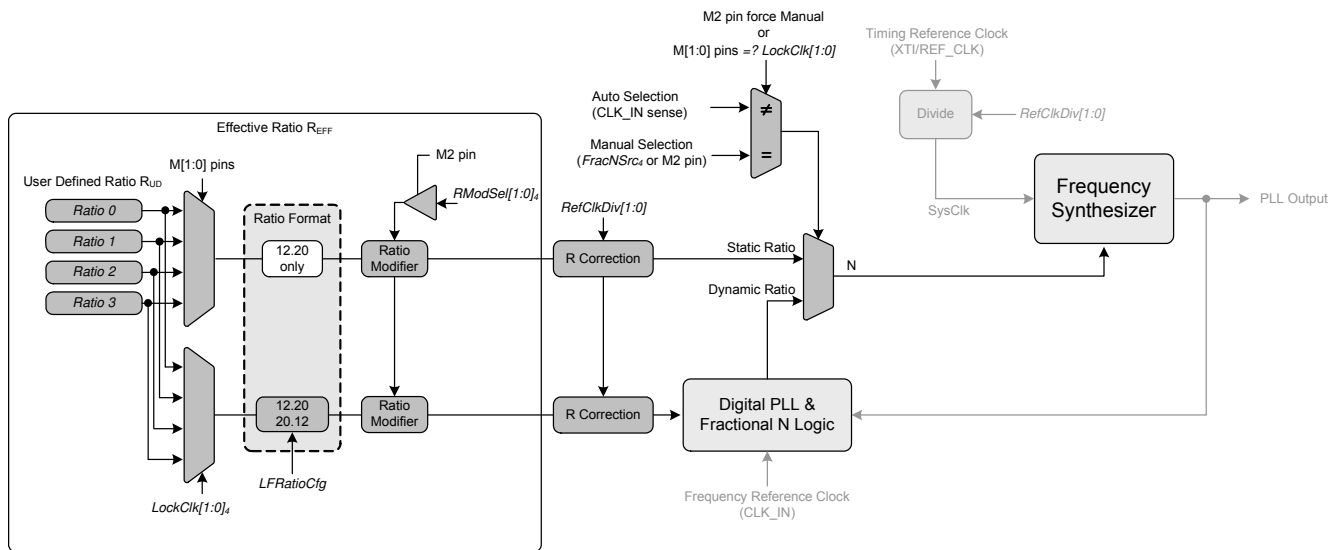 M2 pin force Manual
or
M[1:0] pins =? LockClk[1:0]
Timing Reference Clock
(XTI/REF_CLK)
Auto Selection
(CLK_IN sense)
≠
Divide
RefClkDiv[1:0]
Manual Selection
(FracNSrc4 or M2 pin)
=
Effective Ratio REFF
M[1:0] pins
M2 pin
User Defined Ratio RUD
RModSel[1:0]4
Ratio 0
Ratio 1
Ratio 2
Ratio 3
Ratio Format
12.20
only
Ratio
Modifier
RefClkDiv[1:0]
R Correction
Static Ratio
Dynamic Ratio
N
SysClk
Frequency
Synthesizer
PLL Output
12.20
20.12
Ratio
Modifier
R Correction
Digital PLL &
Fractional N Logic
LFRatioCfg
LockClk[1:0]4
Frequency Reference Clock
(CLK_IN)